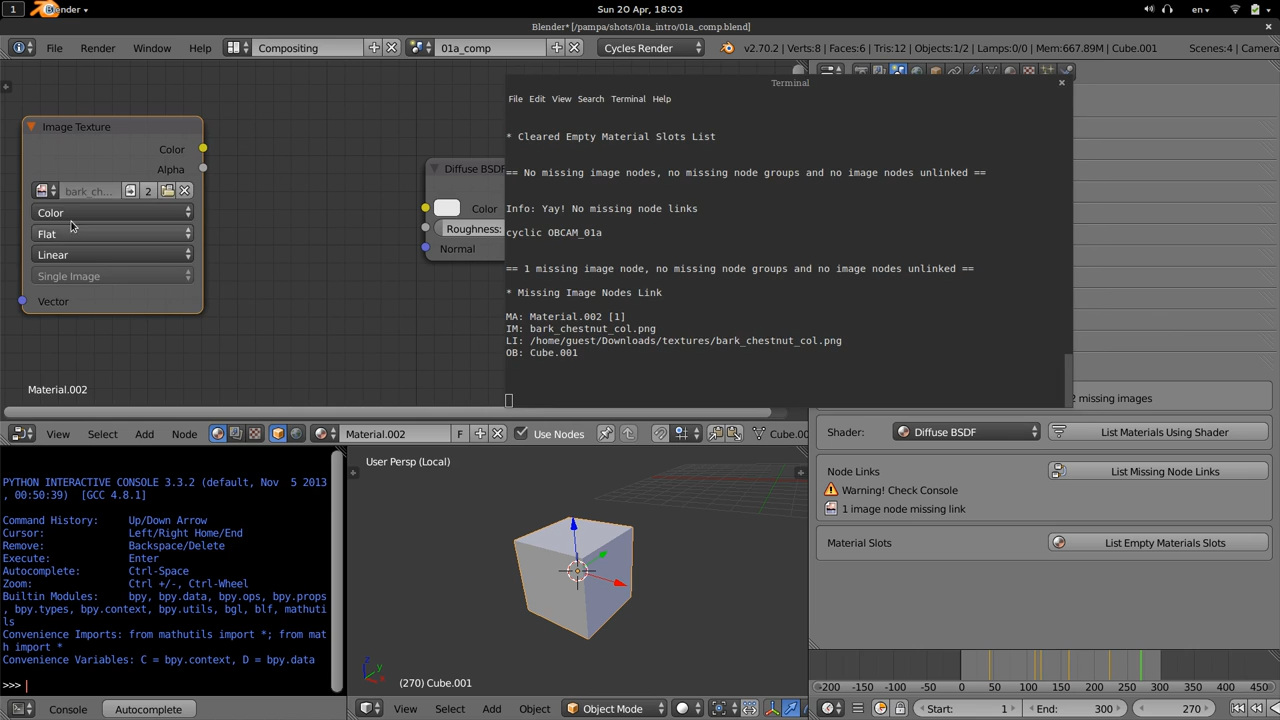 1 Blender Sun 20 Apr, 18:03 en
Blender* [/pampa/shots/01a_intro/01a_comp.blend]
File Render Window Help Compositing 01a_comp Cycles Render v2.70.2 | Verts:8 | Faces:6 | Tris:12 | Objects:1/2 | Lamps:0/0 | Mem:667.89M | Cube.001 Scenes:4 | Camera
Terminal
File Edit View Search Terminal Help
* Cleared Empty Material Slots List
== No missing image nodes, no missing node groups and no image nodes unlinked ==
Info: Yay! No missing node links
cyclic OBCAM_01a
== 1 missing image node, no missing node groups and no image nodes unlinked ==
* Missing Image Nodes Link
MA: Material.002 [1]
IM: bark_chestnut_col.png
LI: /home/guest/Downloads/textures/bark_chestnut_col.png
OB: Cube.001
Image Texture
Color
Alpha
bark_ch... 2
Color
Flat
Linear
Single Image
Vector
Diffuse BSDF
Color
Roughness:
Normal
Material.002
View Select Add Node Material.002 F Use Nodes Cube.00
2 missing images
Shader: Diffuse BSDF List Materials Using Shader
Node Links List Missing Node Links
Warning! Check Console
1 image node missing link
Material Slots List Empty Materials Slots
PYTHON INTERACTIVE CONSOLE 3.3.2 (default, Nov 5 2013
, 00:50:39) [GCC 4.8.1]
Command History: Up/Down Arrow
Cursor: Left/Right Home/End
Remove: Backspace/Delete
Execute: Enter
Autocomplete: Ctrl-Space
Zoom: Ctrl +/-, Ctrl-Wheel
Builtin Modules: bpy, bpy.data, bpy.ops, bpy.props
, bpy.types, bpy.context, bpy.utils, bgl, blf, mathuti
ls
Convenience Imports: from mathutils import *; from mat
h import *
Convenience Variables: C = bpy.context, D = bpy.data
>>>
Console Autocomplete
User Persp (Local)
z y x
(270) Cube.001
View Select Add Object Object Mode
-200 -150 -100 -50 0 50 100 150 200 250 300 350 400 450
Start: 1 End: 300 270